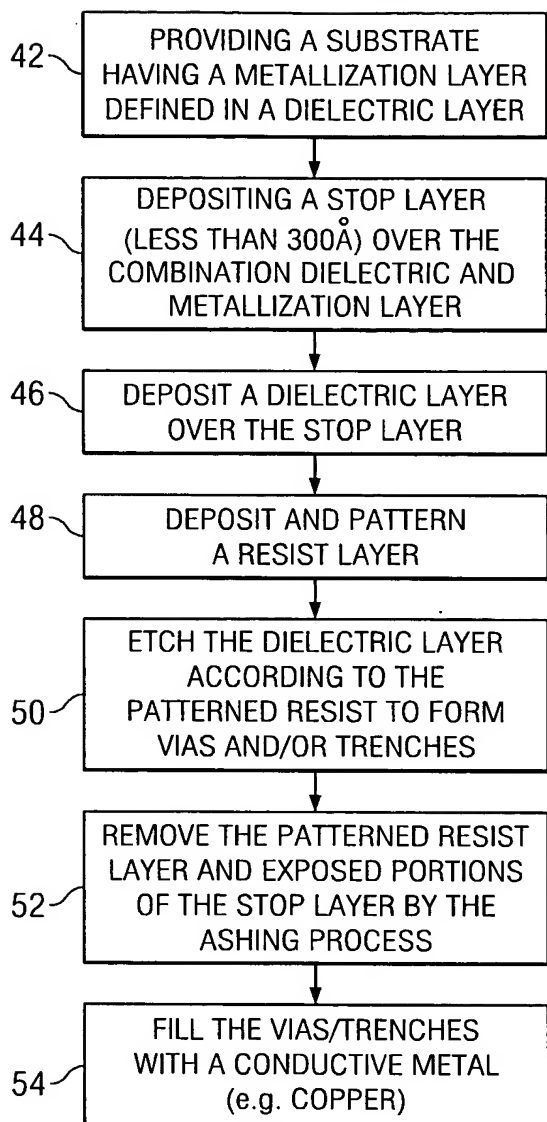 42
PROVIDING A SUBSTRATE
HAVING A METALLIZATION LAYER
DEFINED IN A DIELECTRIC LAYER
44
DEPOSITING A STOP LAYER
(LESS THAN 300Å) OVER THE
COMBINATION DIELECTRIC AND
METALLIZATION LAYER
46
DEPOSIT A DIELECTRIC LAYER
OVER THE STOP LAYER
48
DEPOSIT AND PATTERN
A RESIST LAYER
50
ETCH THE DIELECTRIC LAYER
ACCORDING TO THE
PATTERNED RESIST TO FORM
VIAS AND/OR TRENCHES
52
REMOVE THE PATTERNED RESIST
LAYER AND EXPOSED PORTIONS
OF THE STOP LAYER BY THE
ASHING PROCESS
54
FILL THE VIAS/TRENCHES
WITH A CONDUCTIVE METAL
(e.g. COPPER)